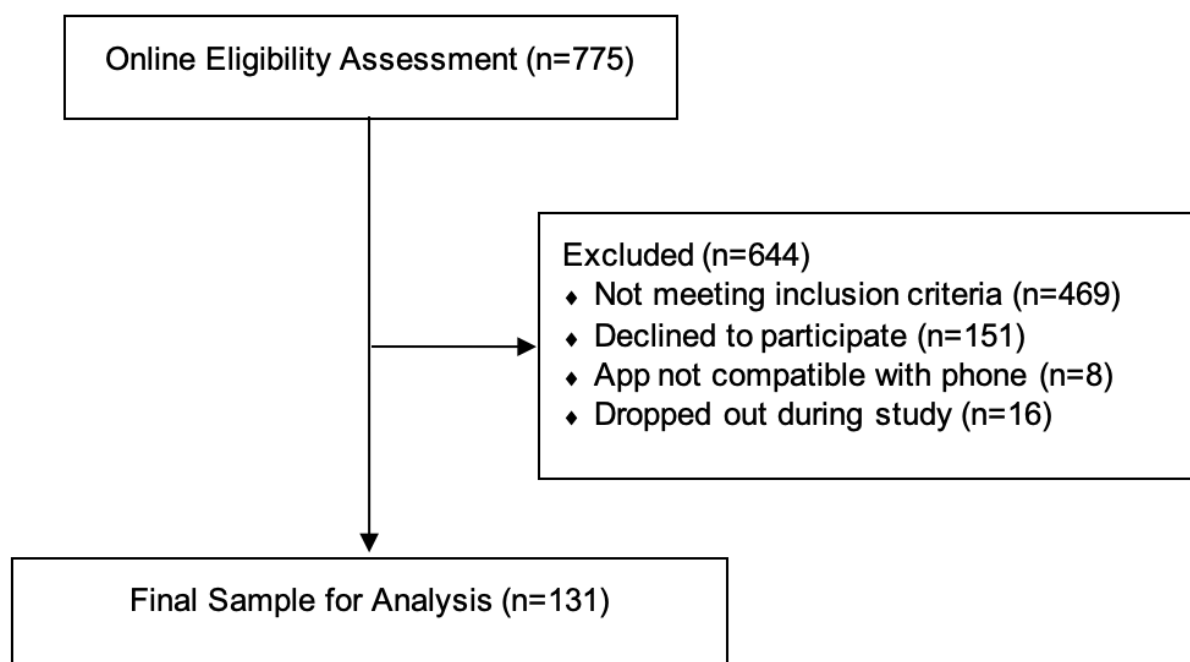 Online Eligibility Assessment (n=775)
Excluded (n=644)
♦ Not meeting inclusion criteria (n=469)
♦ Declined to participate (n=151)
♦ App not compatible with phone (n=8)
♦ Dropped out during study (n=16)
Final Sample for Analysis (n=131)